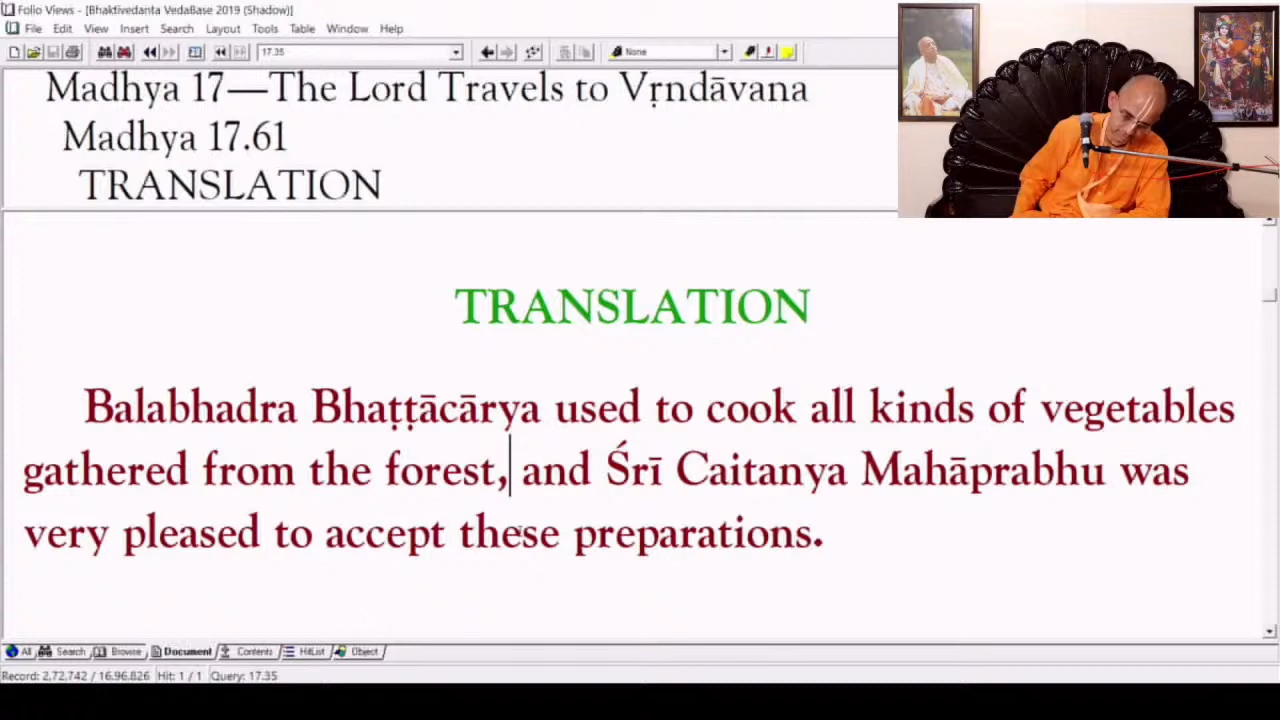 Folio Views - [Bhaktivedanta VedaBase 2019 (Shadow)]
File Edit View Insert Search Layout Tools Table Window Help
17.35 None
Madhya 17—The Lord Travels to Vṛndāvana
Madhya 17.61
TRANSLATION
TRANSLATION
Balabhadra Bhaṭṭācārya used to cook all kinds of vegetables
gathered from the forest, and Śrī Caitanya Mahāprabhu was
very pleased to accept these preparations.
All Search Browse Document Contents HitList Object
Record: 2,72,742 / 16,96,826 Hit: 1 / 1 Query: 17.35